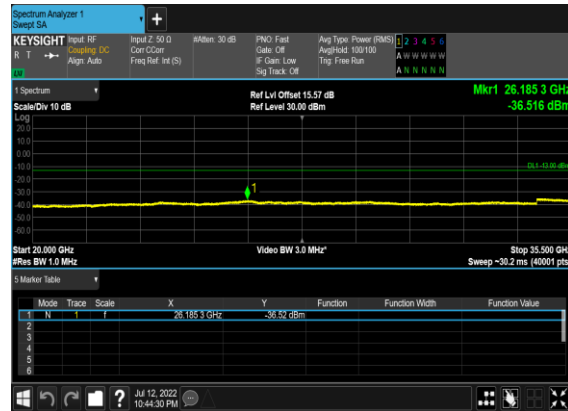 Spectrum Analyzer 1
Swept SA
+
KEYSIGHT Input: RF Input Z: 50 Ω #Atten: 30 dB PNO: Fast Avg Type: Power (RMS) 1 2 3 4 5 6
R T Coupling: DC Corr CCorr Gate: Off Avg|Hold: 100/100 A W W W W W
Align: Auto Freq Ref: Int (S) IF Gain: Low Trig: Free Run
LW Sig Track: Off A N N N N N
1 Spectrum Ref Lvl Offset 15.57 dB Mkr1 26.185 3 GHz
Scale/Div 10 dB Ref Level 30.00 dBm -36.516 dBm
Log
20.0
10.0
0.00
-10.0 DL1 -13.00 dBm
-20.0
-30.0 1
-40.0
-50.0
-60.0
Start 20.000 GHz Video BW 3.0 MHz* Stop 35.500 GHz
#Res BW 1.0 MHz Sweep ~30.2 ms (40001 pts)
5 Marker Table
Mode Trace Scale X Y Function Function Width Function Value
1 N 1 f 26.185 3 GHz -36.52 dBm
2
3
4
5
6
? Jul 12, 2022
10:44:30 PM